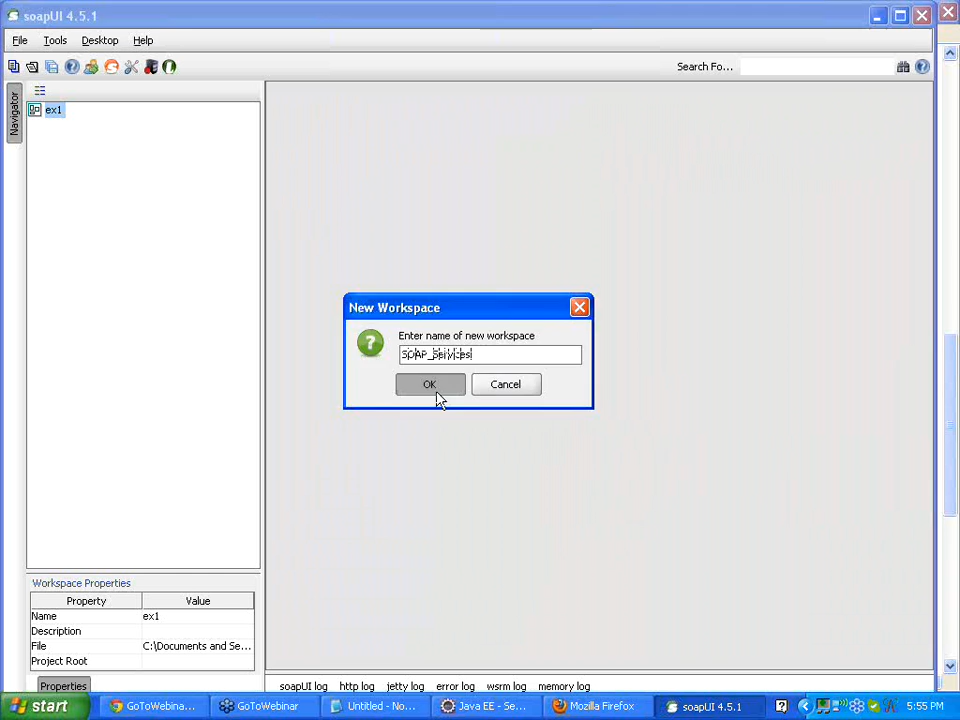 soapUI 4.5.1
File Tools Desktop Help
Search Fo...
Navigator
ex1
New Workspace
Enter name of new workspace
SOAP_Services
OK Cancel
Workspace Properties
Property Value
Name ex1
Description
File C:\Documents and Se...
Project Root
Properties
soapUI log http log jetty log error log wsrm log memory log
start GoToWebina... GoToWebinar Untitled - No... Java EE - Se... Mozilla Firefox soapUI 4.5.1 5:55 PM